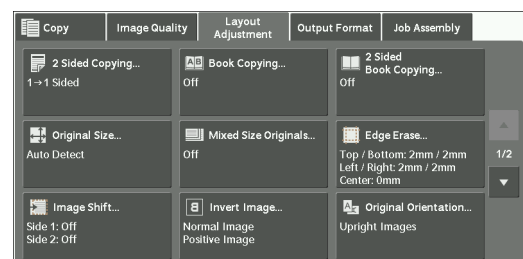 Copy
Image Quality
Layout
Adjustment
Output Format
Job Assembly
2 Sided Copying...
1→1 Sided
Book Copying...
Off
2 Sided
Book Copying...
Off
Original Size...
Auto Detect
Mixed Size Originals...
Off
Edge Erase...
Top / Bottom: 2mm / 2mm
Left / Right: 2mm / 2mm
Center: 0mm
1/2
Image Shift...
Side 1: Off
Side 2: Off
Invert Image...
Normal Image
Positive Image
Original Orientation...
Upright Images